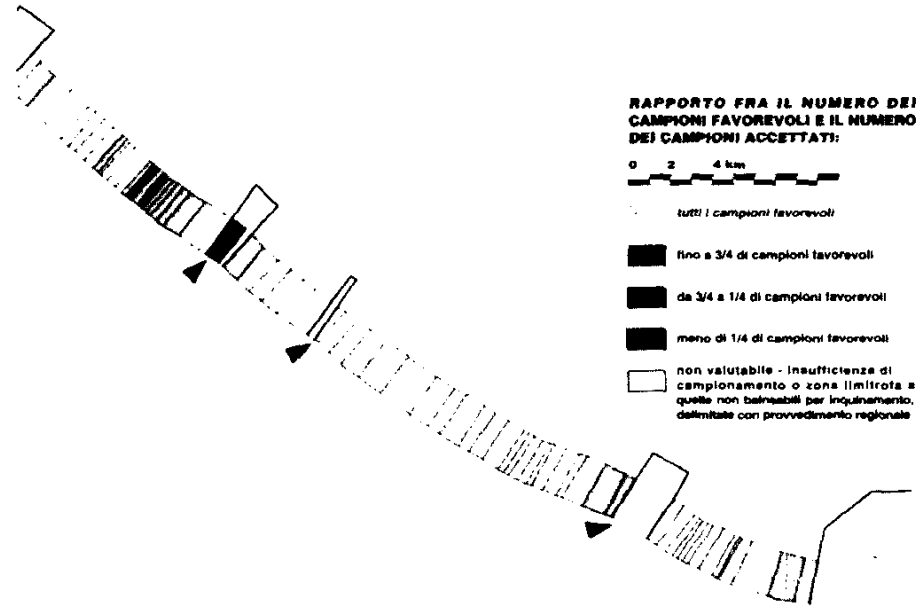 RAPPORTO FRA IL NUMERO DEI
CAMPIONI FAVOREVOLI E IL NUMERO
DEI CAMPIONI ACCETTATI:
0 2 4 km
tutti i campioni favorevoli
fino a 3/4 di campioni favorevoli
da 3/4 a 1/4 di campioni favorevoli
meno di 1/4 di campioni favorevoli
non valutabile - insufficienza di
campionamento o zona limitrofa a
quelle non balneabili per inquinamento,
delimitate con provvedimento regionale